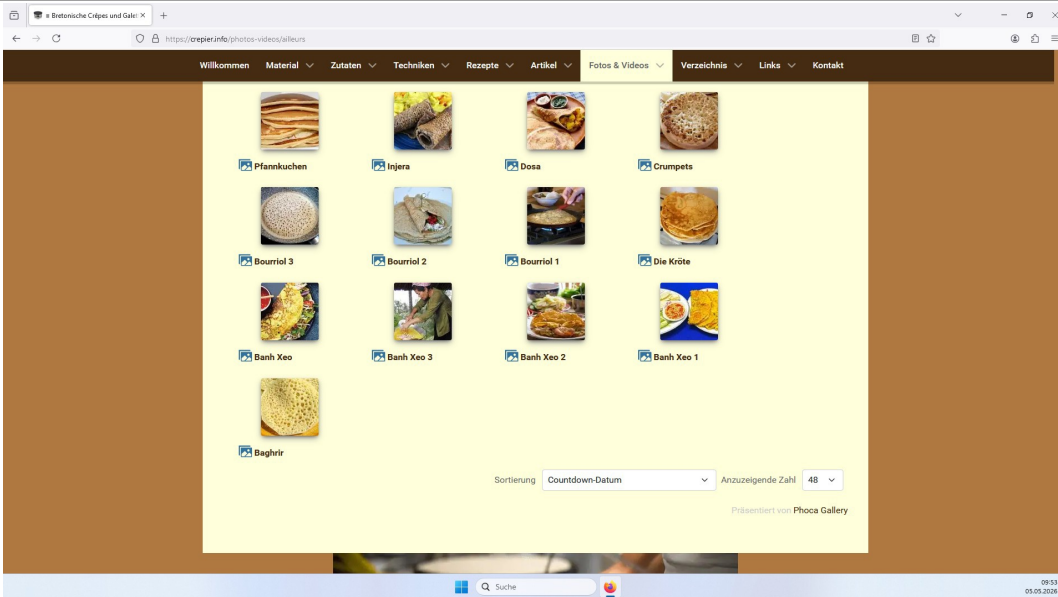 ≡ Bretonische Crêpes und Galet
https://crepier.info/photos-videos/ailleurs
Willkommen Material Zutaten Techniken Rezepte Artikel Fotos & Videos Verzeichnis Links Kontakt
Pfannkuchen Injera Dosa Crumpets
Bourriol 3 Bourriol 2 Bourriol 1 Die Kröte
Banh Xeo Banh Xeo 3 Banh Xeo 2 Banh Xeo 1
Baghrir
Sortierung Countdown-Datum Anzuzeigende Zahl 48
Präsentiert von Phoca Gallery
Suche
09:53
05.05.2026